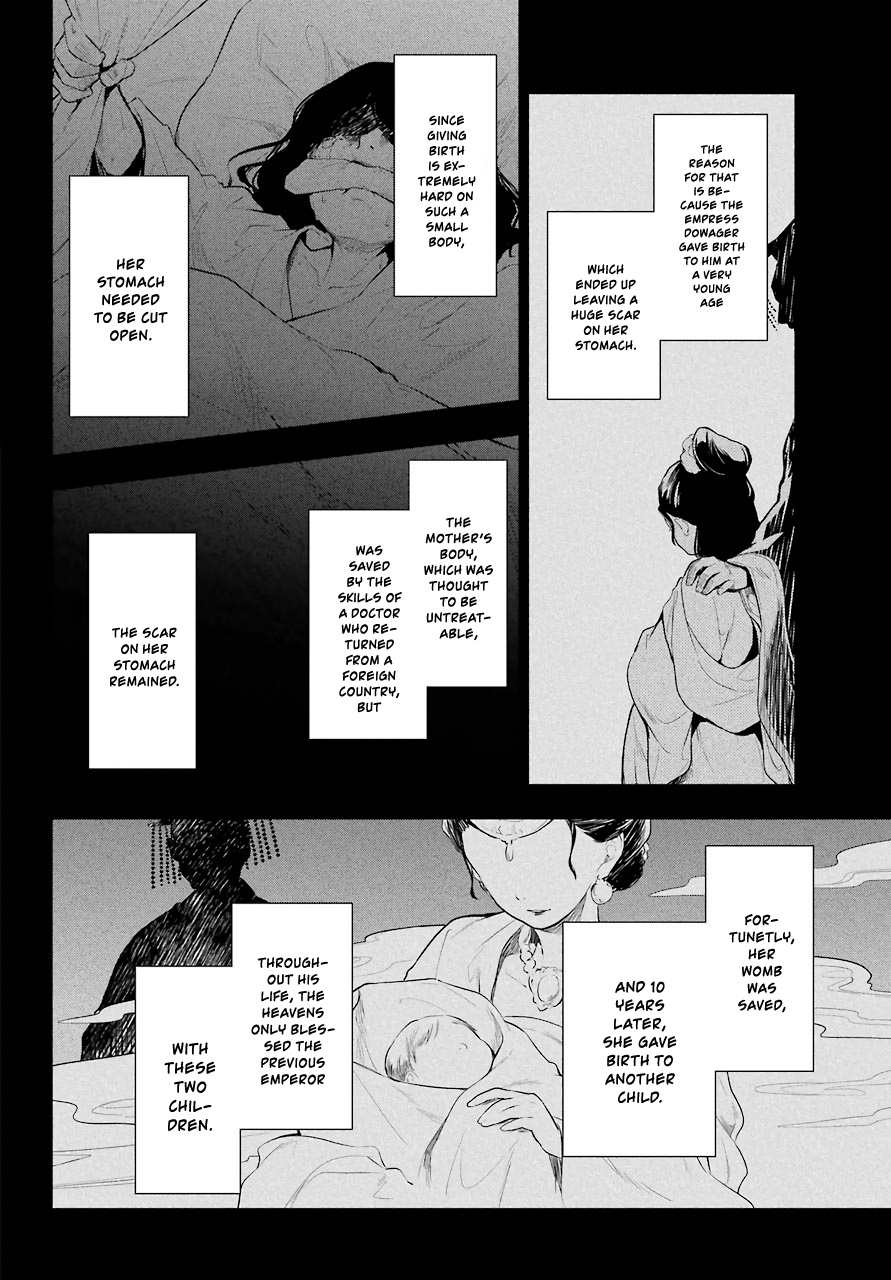 THE
REASON
FOR THAT
IS BE-
CAUSE THE
EMPRESS
DOWAGER
GAVE BIRTH
TO HIM AT
A VERY
YOUNG
AGE
WHICH
ENDED UP
LEAVING A
HUGE SCAR
ON HER
STOMACH.
SINCE
GIVING
BIRTH
IS EX-
TREMELY
HARD ON
SUCH A
SMALL
BODY,
HER
STOMACH
NEEDED
TO BE CUT
OPEN.
THE
MOTHER'S
BODY,
WHICH WAS
THOUGHT
TO BE
UNTREAT-
ABLE,
WAS
SAVED
BY THE
SKILLS OF
A DOCTOR
WHO RE-
TURNED
FROM A
FOREIGN
COUNTRY,
BUT
THE SCAR
ON HER
STOMACH
REMAINED.
FOR-
TUNETLY,
HER
WOMB
WAS
SAVED,
AND 10
YEARS
LATER,
SHE GAVE
BIRTH TO
ANOTHER
CHILD.
THROUGH-
OUT HIS
LIFE, THE
HEAVENS
ONLY BLES-
SED THE
PREVIOUS
EMPEROR
WITH
THESE
TWO
CHIL-
DREN.